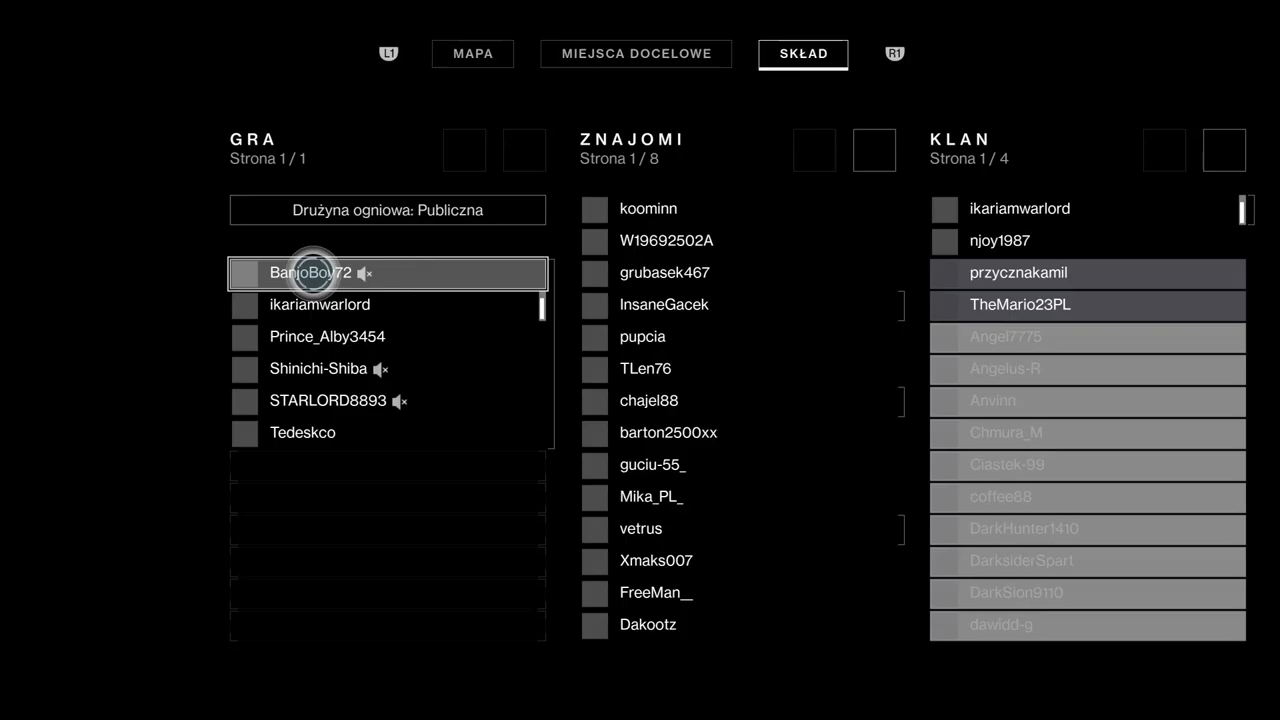 L1
MAPA
MIEJSCA DOCELOWE
SKŁAD
R1
GRA
Strona 1 / 1
Drużyna ogniowa: Publiczna
BanjoBoy72
ikariamwarlord
Prince_Alby3454
Shinichi-Shiba
STARLORD8893
Tedeskco
ZNAJOMI
Strona 1 / 8
koominn
W19692502A
grubasek467
InsaneGacek
pupcia
TLen76
chajel88
barton2500xx
guciu-55_
Mika_PL_
vetrus
Xmaks007
FreeMan__
Dakootz
KLAN
Strona 1 / 4
ikariamwarlord
njoy1987
przycznakamil
TheMario23PL
Angel7775
Angelus-R
Anvinn
Chmura_M
Ciastek-99
coffee88
DarkHunter1410
DarksiderSpart
DarkSion9110
dawidd-g